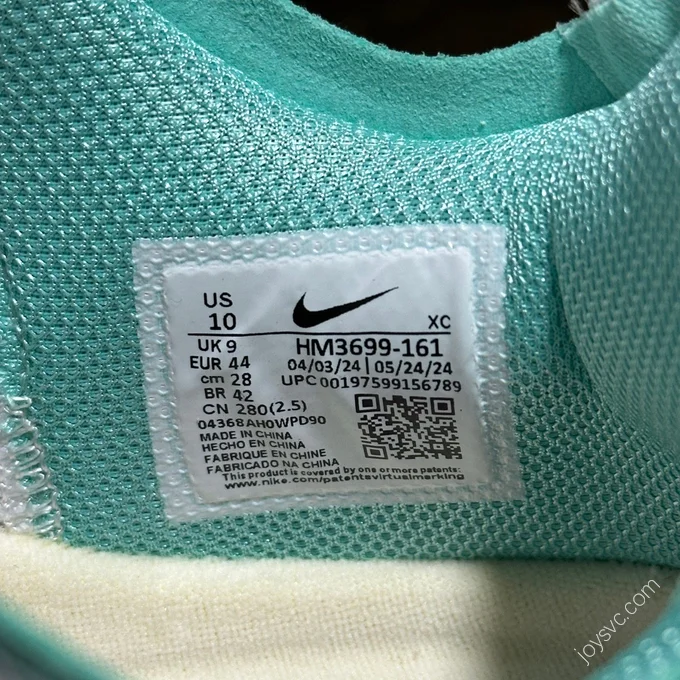 US
10
XC
UK 9
HM3699-161
EUR 44
04/03/24 | 05/24/24
cm 28
UPC 00197599156789
BR 42
CN 280(2.5)
04368AH0WPD90
MADE IN CHINA
HECHO EN CHINA
FABRIQUE EN CHINE
FABRICADO NA CHINA
This product is covered by one or more patents:
www.nike.com/patentsvirtualmarking
joysvc.com